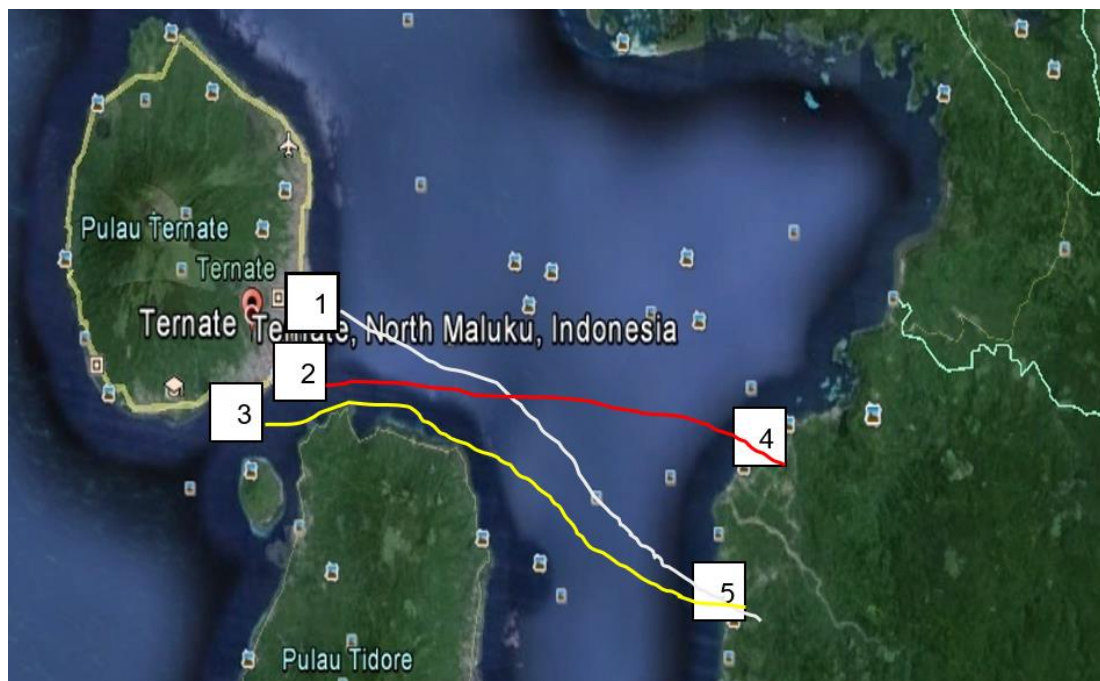 Pulau Ternate
Ternate
1
Ternate
Ternate, North Maluku, Indonesia
2
3
4
5
Pulau Tidore